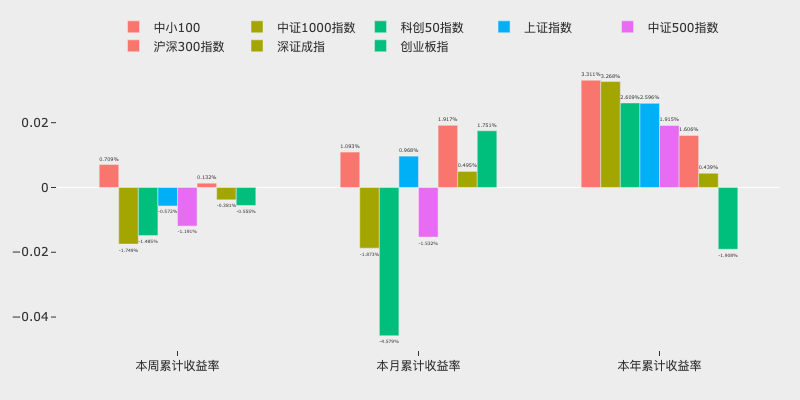 中小100 中证1000指数 科创50指数 上证指数 中证500指数
沪深300指数 深证成指 创业板指
3.311% 3.268% 2.609% 2.596% 1.915% 1.606% 0.439% -1.908%
1.093% -1.873% -4.579% 0.968% -1.532% 1.917% 0.495% 1.751%
0.709% -1.749% -1.485% -0.572% -1.191% 0.132% -0.381% -0.555%
0.02
0
−0.02
−0.04
本周累计收益率 本月累计收益率 本年累计收益率